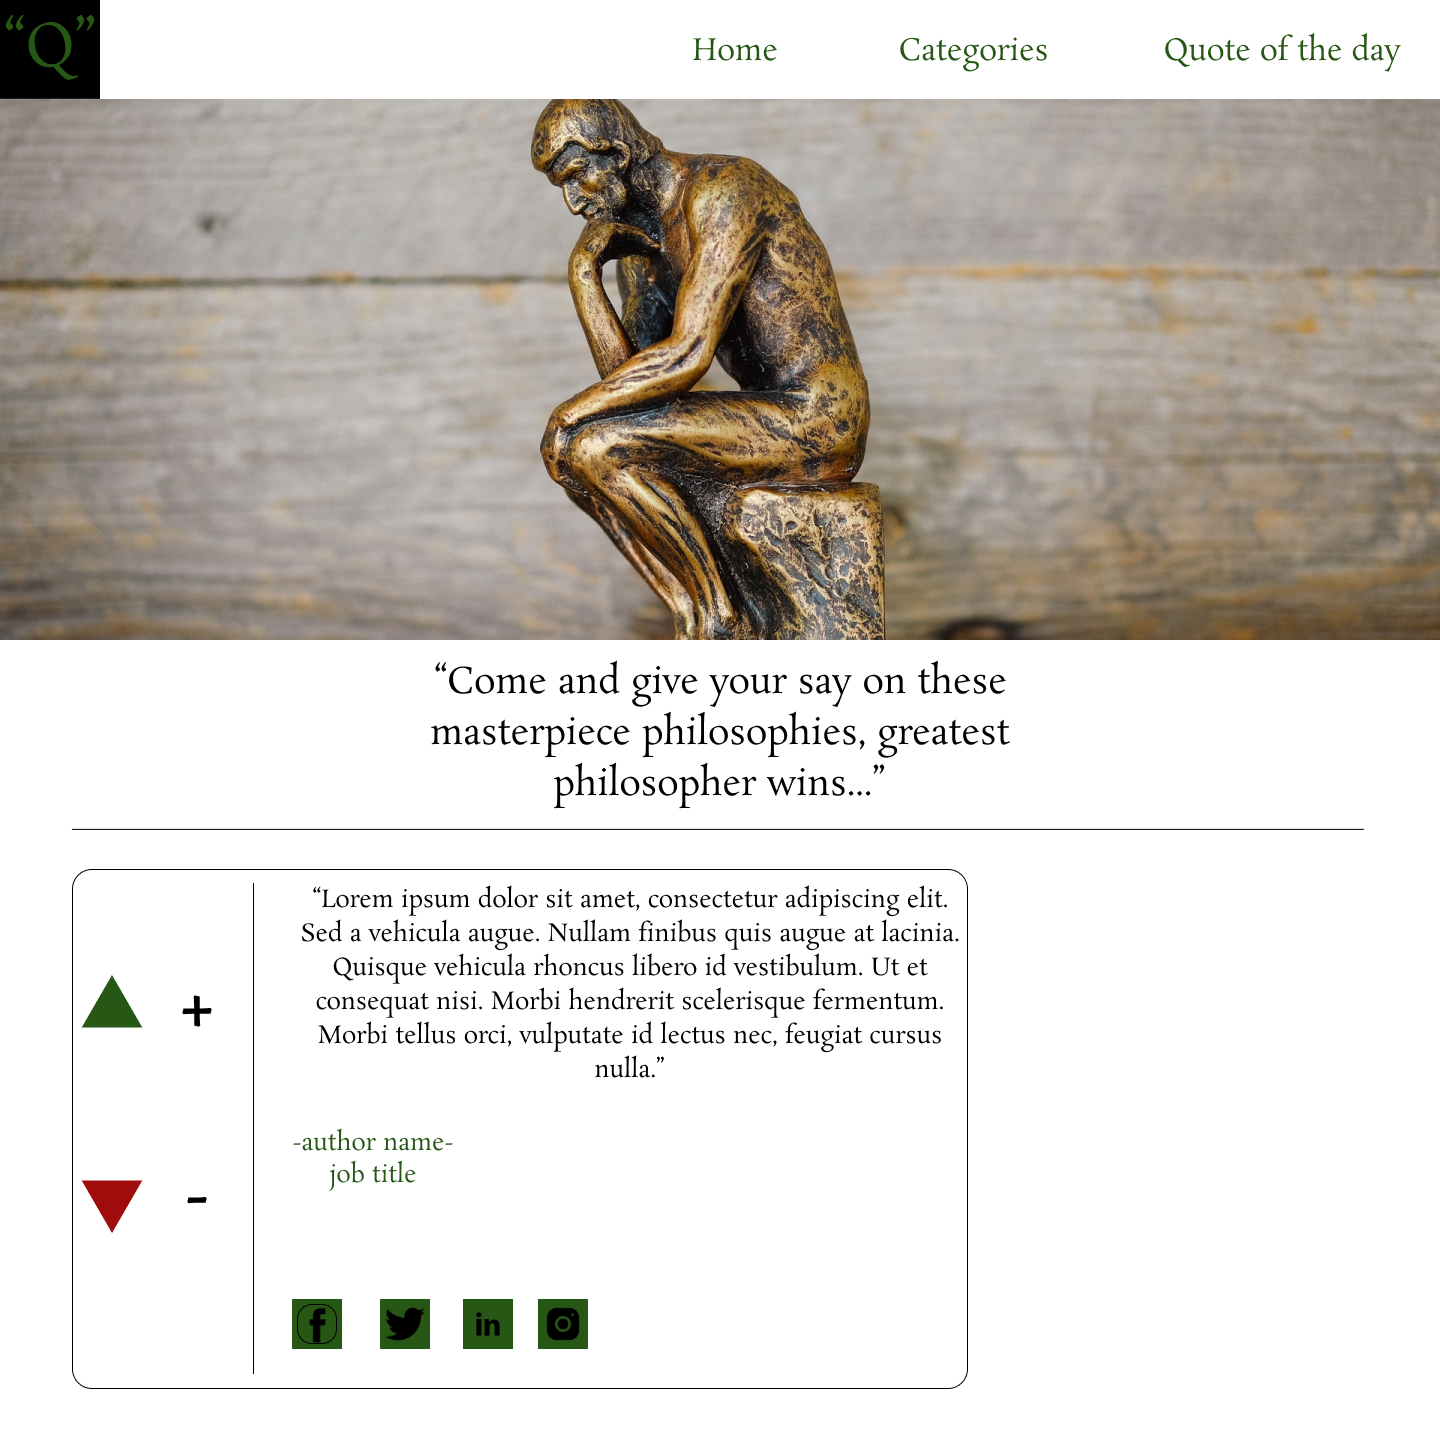 “Q”
Home Categories Quote of the day
“Come and give your say on these
masterpiece philosophies, greatest
philosopher wins...”
“Lorem ipsum dolor sit amet, consectetur adipiscing elit.
Sed a vehicula augue. Nullam finibus quis augue at lacinia.
Quisque vehicula rhoncus libero id vestibulum. Ut et
consequat nisi. Morbi hendrerit scelerisque fermentum.
Morbi tellus orci, vulputate id lectus nec, feugiat cursus
nulla.”
+
-
-author name-
job title
f
in